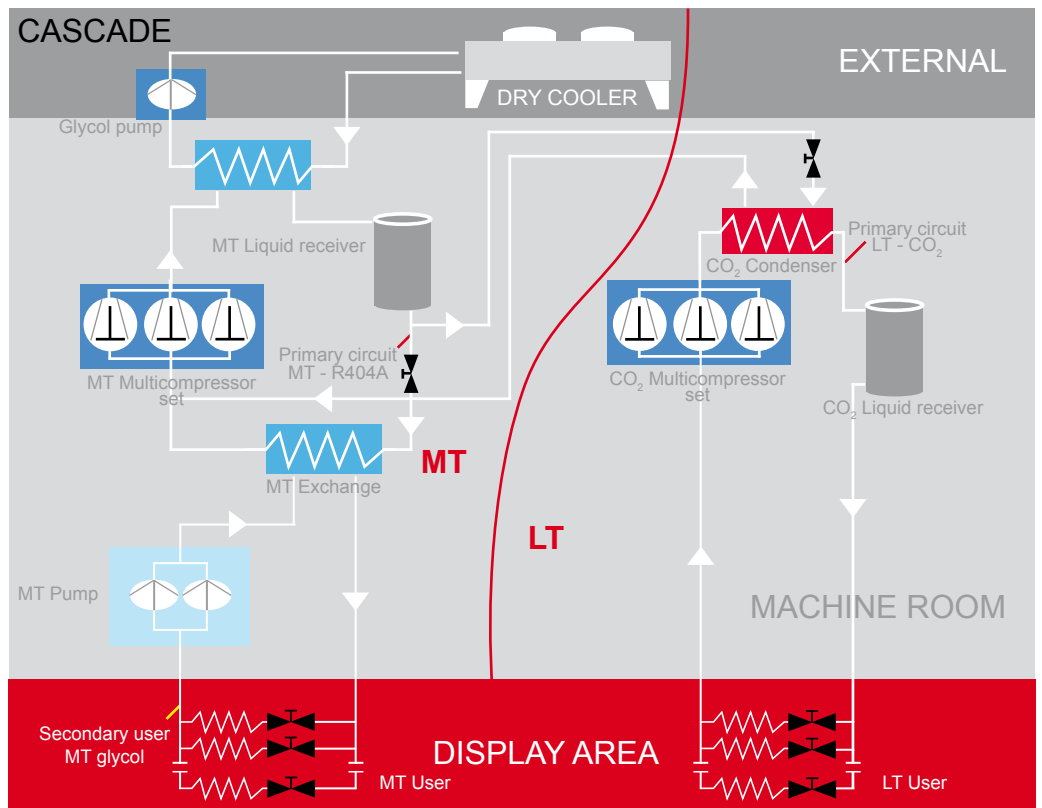 CASCADE
EXTERNAL
DRY COOLER
Glycol pump
MT Liquid receiver
Primary circuit
LT - CO₂
CO₂ Condenser
Primary circuit
MT - R404A
MT Multicompressor
set
CO₂ Multicompressor
set
CO₂ Liquid receiver
MT
MT Exchange
LT
MT Pump
MACHINE ROOM
Secondary user
MT glycol
DISPLAY AREA
MT User
LT User